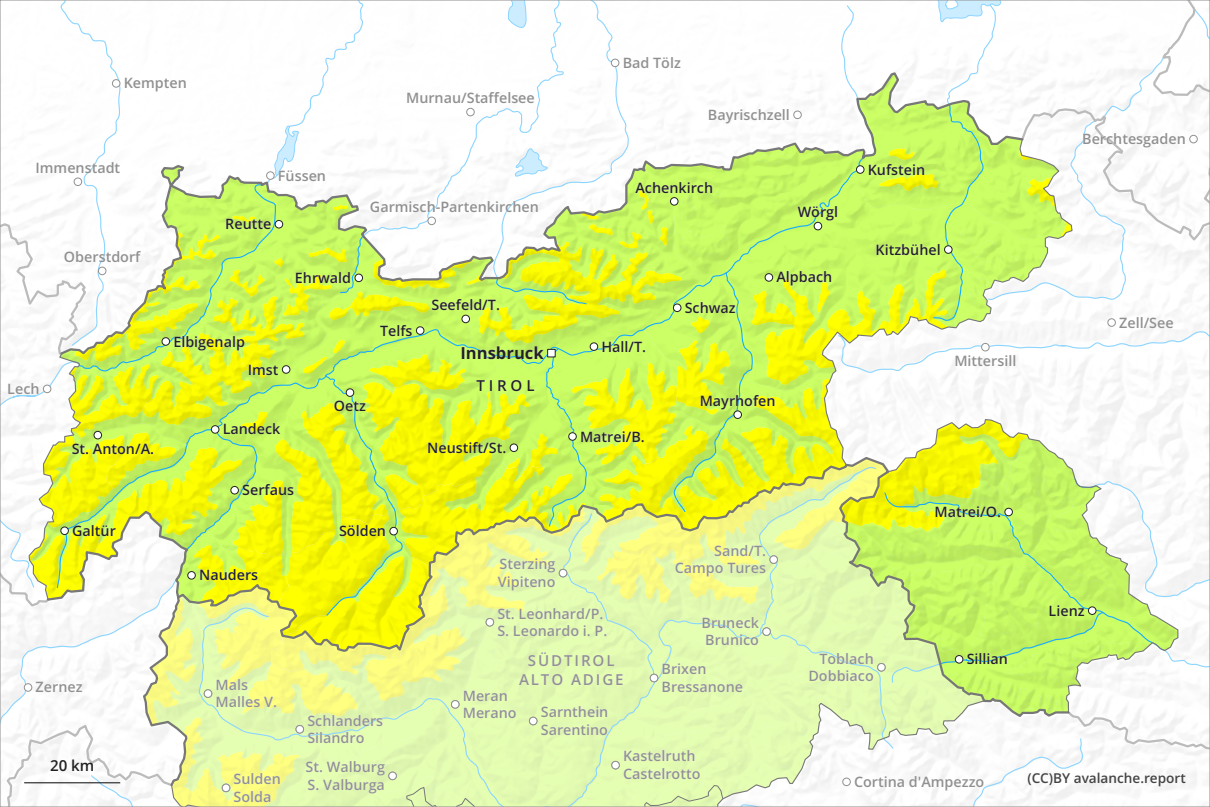 Kempten
Bad Tölz
Murnau/Staffelsee
Bayrischzell
Berchtesgaden
Immenstadt
Füssen
Kufstein
Achenkirch
Garmisch-Partenkirchen
Wörgl
Reutte
Oberstdorf
Kitzbühel
Ehrwald
Alpbach
Seefeld/T.
Schwaz
Telfs
Zell/See
Elbigenalp
Innsbruck
Hall/T.
Mittersill
Imst
TIROL
Lech
Oetz
Mayrhofen
Landeck
Matrei/B.
St. Anton/A.
Neustift/St.
Serfaus
Matrei/O.
Galtür
Sölden
Sand/T.
Campo Tures
Sterzing
Vipiteno
Nauders
Lienz
St. Leonhard/P.
S. Leonardo i. P.
Bruneck
Brunico
SÜDTIROL
ALTO ADIGE
Toblach
Dobbiaco
Sillian
Brixen
Bressanone
Zernez
Mals
Malles V.
Meran
Merano
Sarnthein
Sarentino
Schlanders
Silandro
Kastelruth
Castelrotto
20 km
St. Walburg
S. Valburga
Sulden
Solda
Cortina d'Ampezzo
(CC)BY avalanche.report